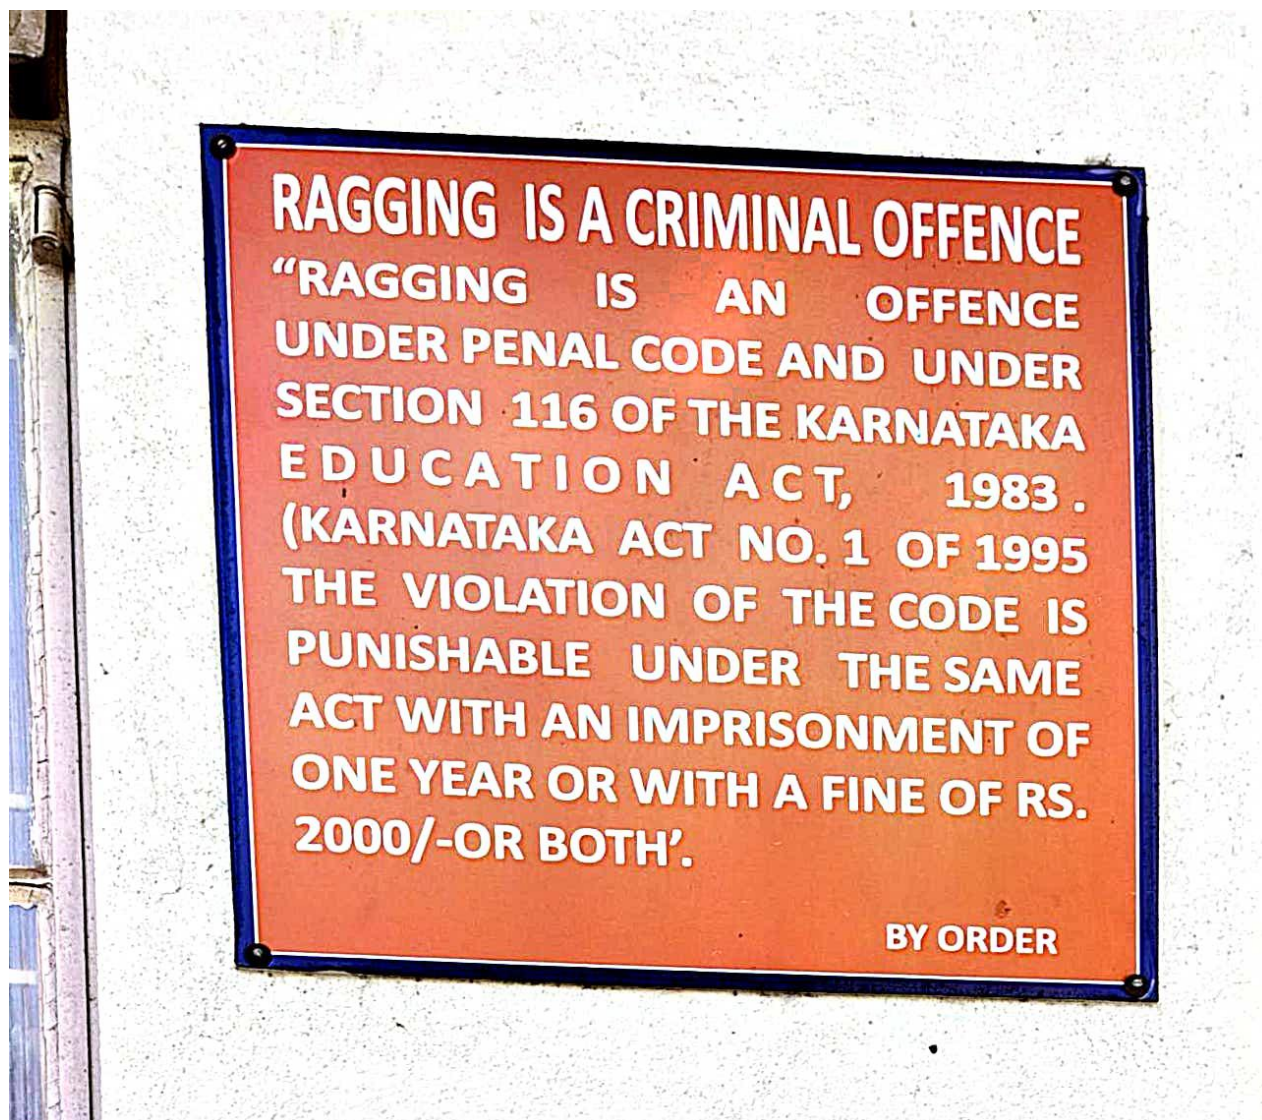 RAGGING IS A CRIMINAL OFFENCE
“RAGGING IS AN OFFENCE
UNDER PENAL CODE AND UNDER
SECTION 116 OF THE KARNATAKA
EDUCATION ACT, 1983.
(KARNATAKA ACT NO. 1 OF 1995
THE VIOLATION OF THE CODE IS
PUNISHABLE UNDER THE SAME
ACT WITH AN IMPRISONMENT OF
ONE YEAR OR WITH A FINE OF RS.
2000/-OR BOTH’.
BY ORDER